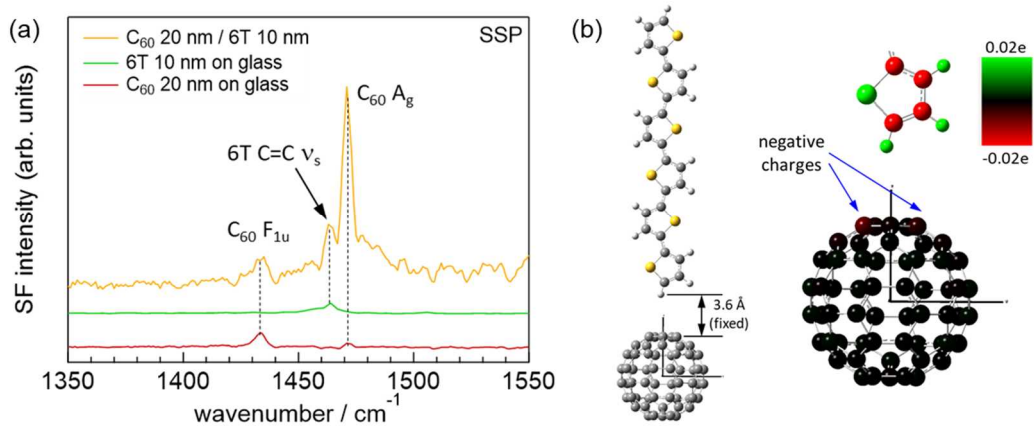 (a)
SSP
C60 20 nm / 6T 10 nm
6T 10 nm on glass
C60 20 nm on glass
C60 Ag
6T C=C νs
C60 F1u
SF intensity (arb. units)
1350 1400 1450 1500 1550
wavenumber / cm-1
(b)
3.6 Å
(fixed)
0.02e
-0.02e
negative
charges